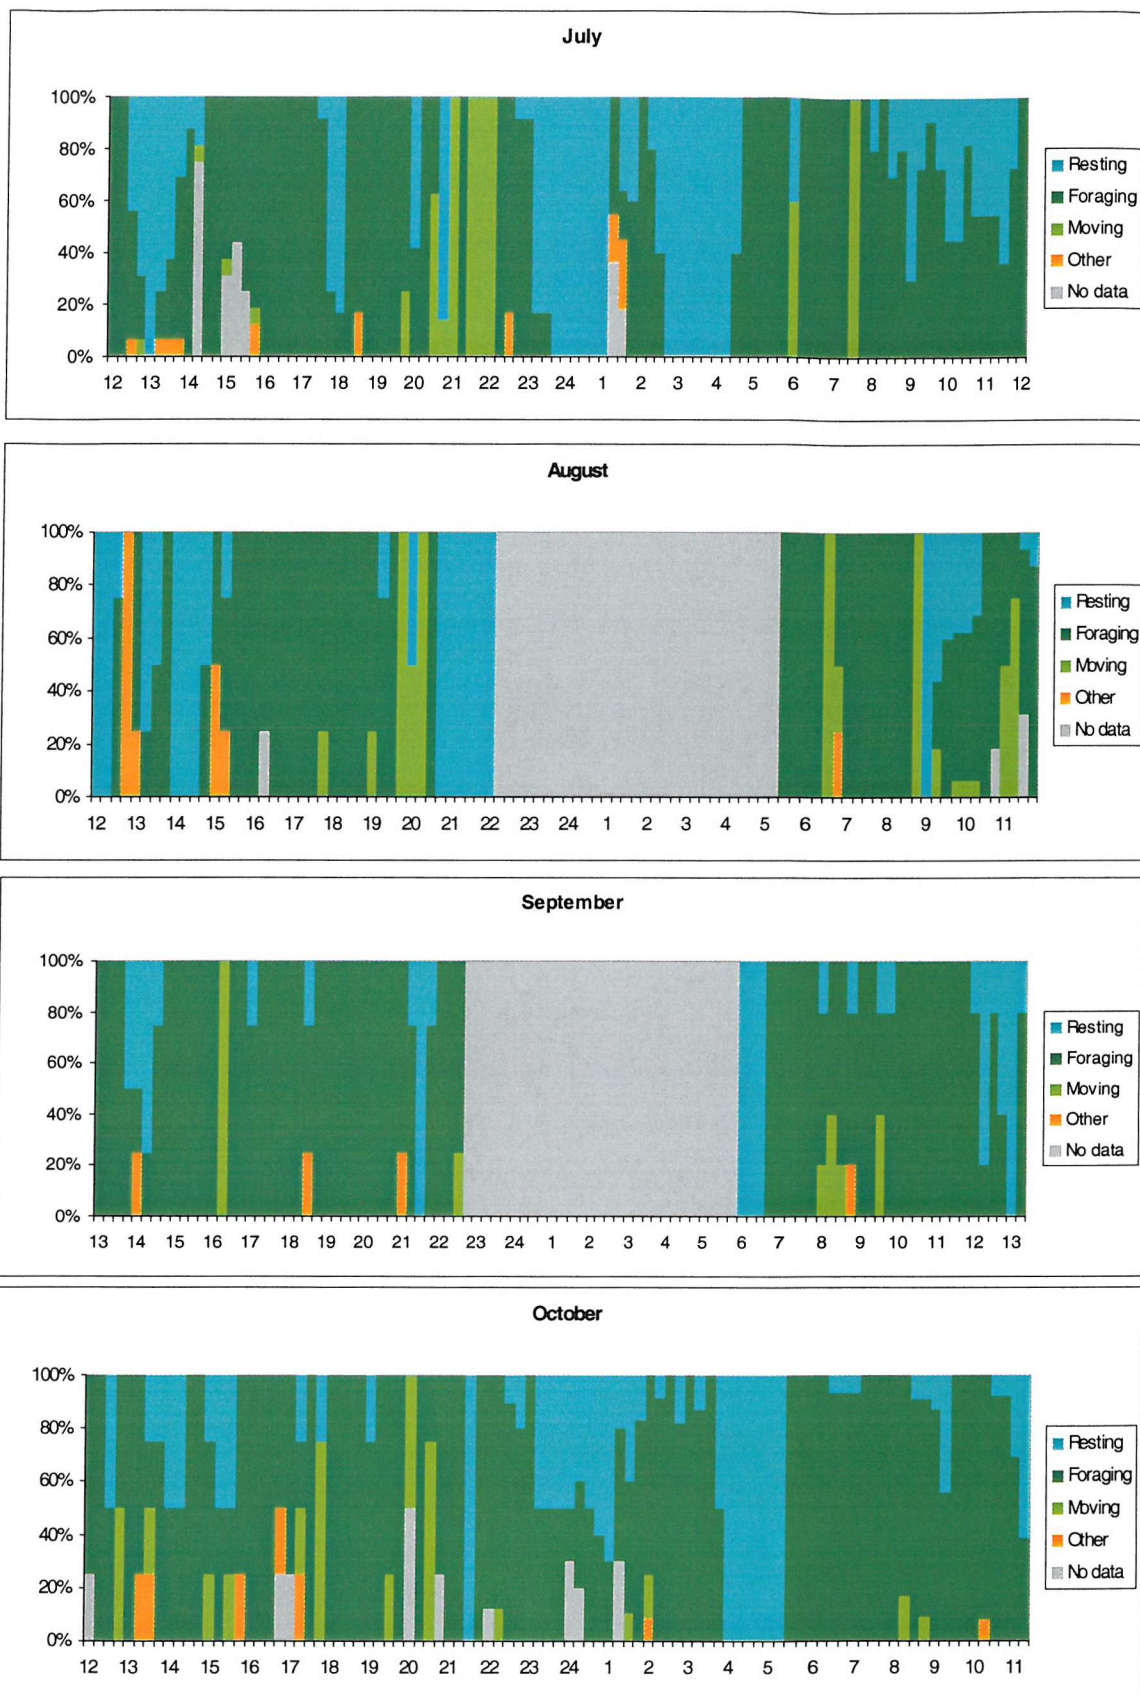 July
100%
80%
60%
40%
20%
0%
12 13 14 15 16 17 18 19 20 21 22 23 24 1 2 3 4 5 6 7 8 9 10 11 12
Resting
Foraging
Moving
Other
No data
August
100%
80%
60%
40%
20%
0%
12 13 14 15 16 17 18 19 20 21 22 23 24 1 2 3 4 5 6 7 8 9 10 11
Resting
Foraging
Moving
Other
No data
September
100%
80%
60%
40%
20%
0%
13 14 15 16 17 18 19 20 21 22 23 24 1 2 3 4 5 6 7 8 9 10 11 12 13
Resting
Foraging
Moving
Other
No data
October
100%
80%
60%
40%
20%
0%
12 13 14 15 16 17 18 19 20 21 22 23 24 1 2 3 4 5 6 7 8 9 10 11
Resting
Foraging
Moving
Other
No data